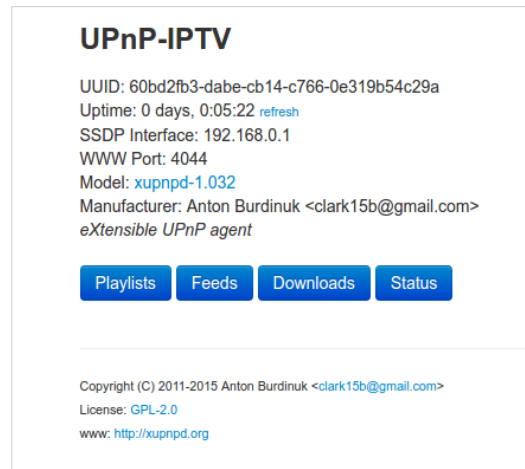 UPnP-IPTV
UUID: 60bd2fb3-dabe-cb14-c766-0e319b54c29a
Uptime: 0 days, 0:05:22 refresh
SSDP Interface: 192.168.0.1
WWW Port: 4044
Model: xupnpd-1.032
Manufacturer: Anton Burdinuk <clark15b@gmail.com>
eXtensible UPnP agent
Playlists Feeds Downloads Status
Copyright (C) 2011-2015 Anton Burdinuk <clark15b@gmail.com>
License: GPL-2.0
www: http://xupnpd.org